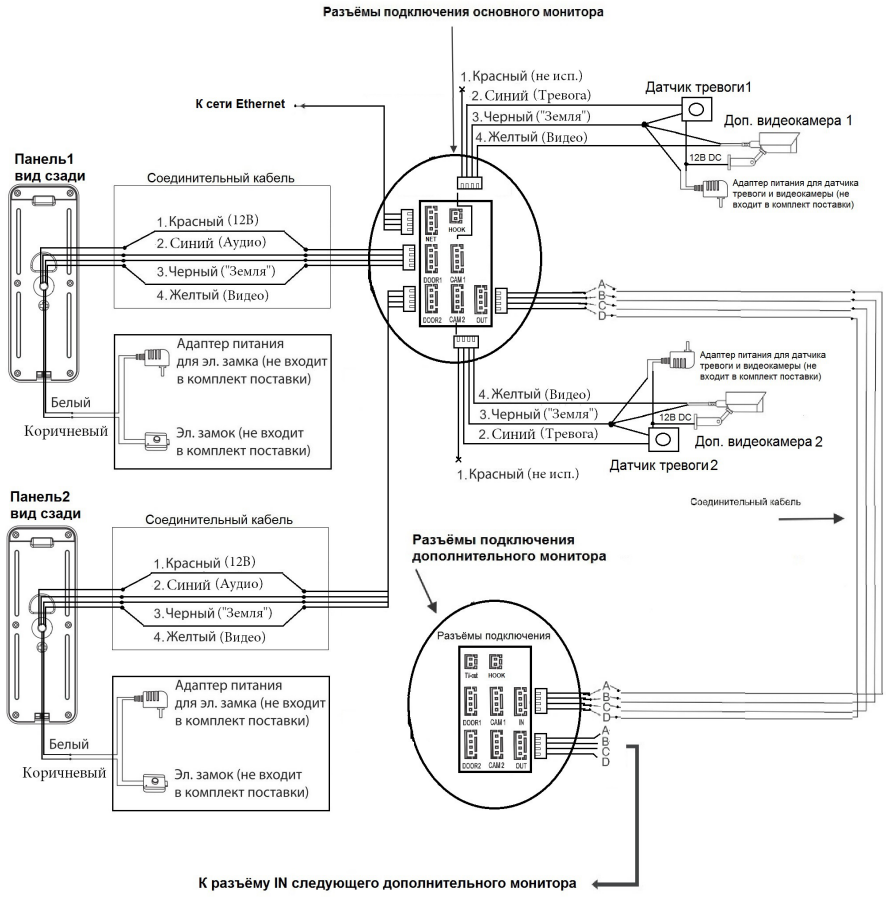 Разъёмы подключения основного монитора
1. Красный (не исп.)
2. Синий (Тревога)
3. Черный ("Земля")
4. Желтый (Видео)
Датчик тревоги1
Доп. видеокамера 1
12В DC
Адаптер питания для датчика
тревоги и видеокамеры (не
входит в комплект поставки)
К сети Ethernet
Панель1
вид сзади
Соединительный кабель
1. Красный (12В)
2. Синий (Аудио)
3. Черный ("Земля")
4. Желтый (Видео)
NET
HOOK
DOOR1
CAM 1
DOOR2
CAM 2
OUT
A
B
C
D
Адаптер питания
для эл. замка (не входит
в комплект поставки)
Белый
Коричневый
Эл. замок (не входит
в комплект поставки)
Адаптер питания для датчика
тревоги и видеокамеры (не
входит в комплект поставки)
4. Желтый (Видео)
3. Черный ("Земля")
2. Синий (Тревога)
1. Красный (не исп.)
12В DC
Доп. видеокамера 2
Датчик тревоги2
Соединительный кабель
Панель2
вид сзади
Соединительный кабель
1. Красный (12В)
2. Синий (Аудио)
3. Черный ("Земля")
4. Желтый (Видео)
Адаптер питания
для эл. замка (не входит
в комплект поставки)
Белый
Коричневый
Эл. замок (не входит
в комплект поставки)
Разъёмы подключения
дополнительного монитора
Разъёмы подключения
HOOK
DOOR1
CAM 1
IN
DOOR2
CAM 2
OUT
A
B
C
D
A
B
C
D
К разъёму IN следующего дополнительного монитора